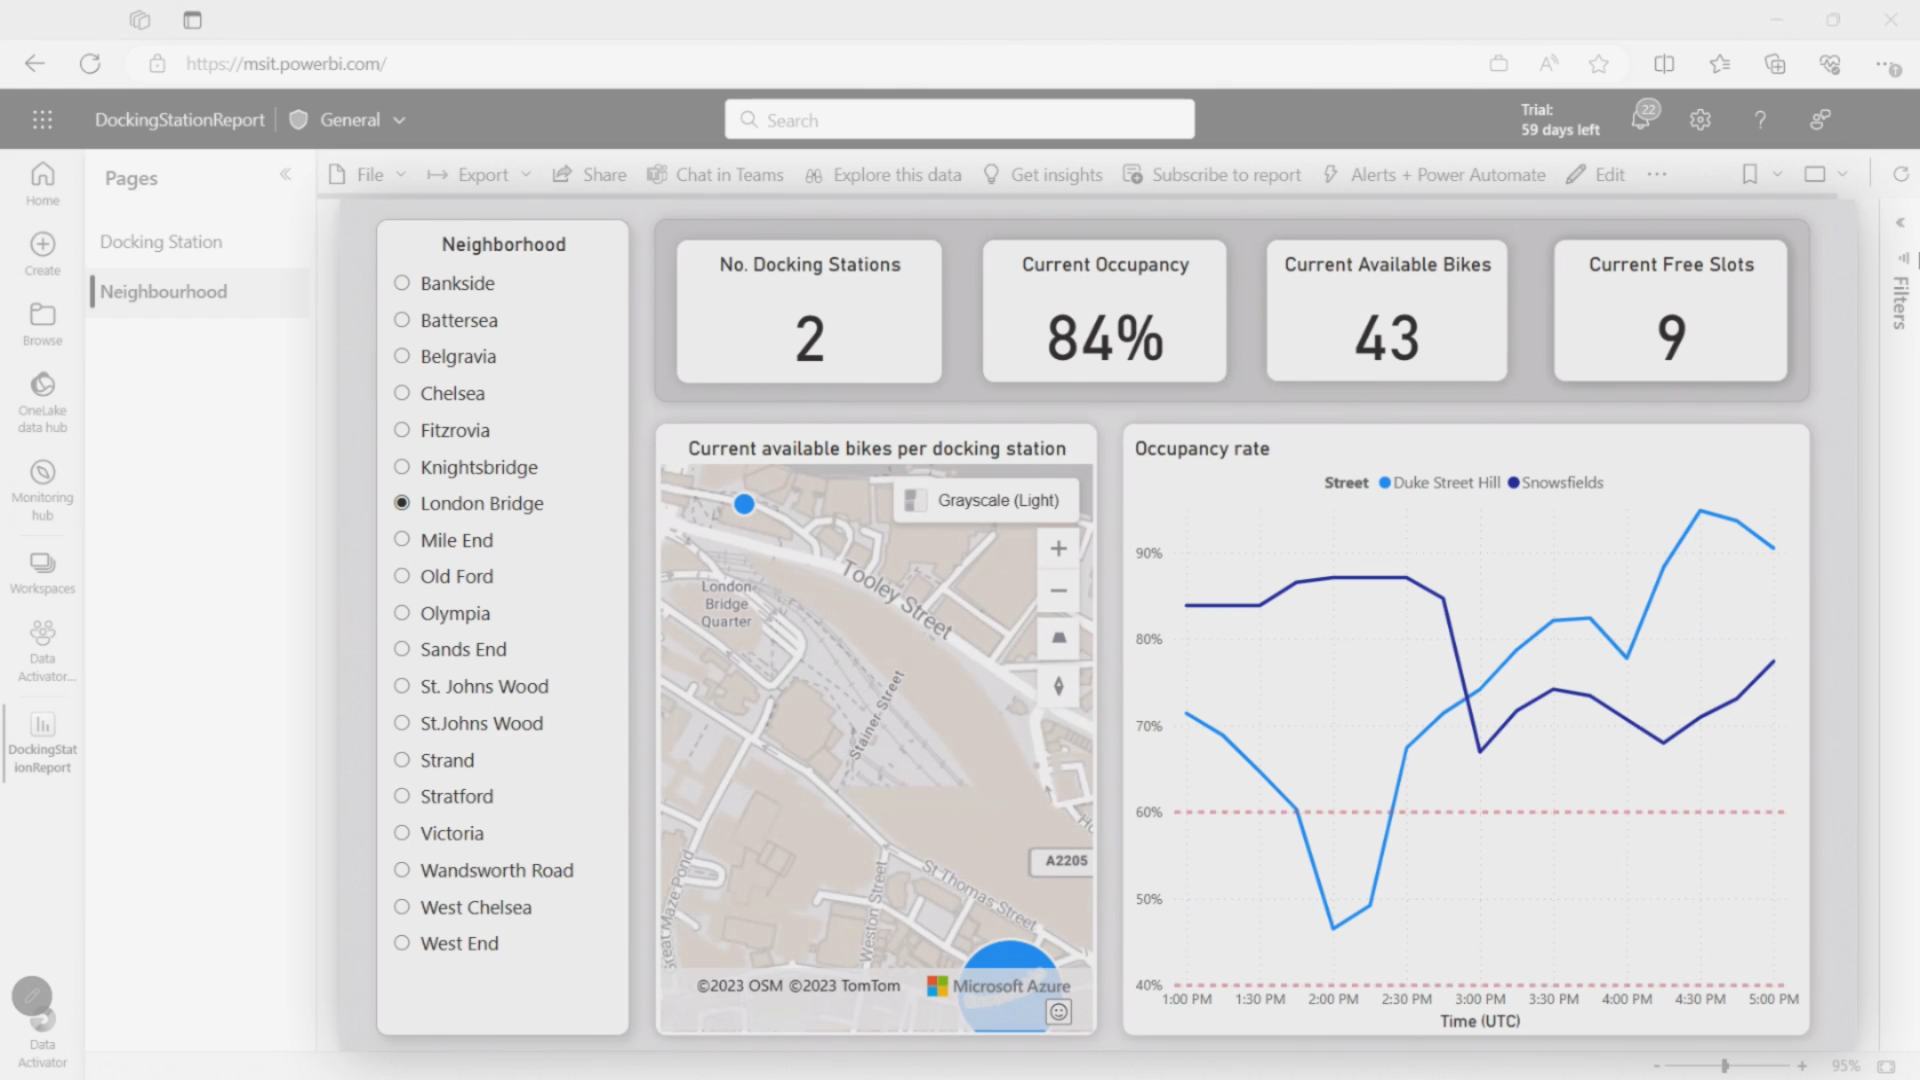 https://msit.powerbi.com/
DockingStationReport
General
Search
Trial:
59 days left
22
Home
Create
Browse
OneLake
data hub
Monitoring
hub
Workspaces
Data
Activator...
DockingStat
ionReport
Data
Activator
Pages
Docking Station
Neighbourhood
File
Export
Share
Chat in Teams
Explore this data
Get insights
Subscribe to report
Alerts + Power Automate
Edit
Filters
Neighborhood
Bankside
Battersea
Belgravia
Chelsea
Fitzrovia
Knightsbridge
London Bridge
Mile End
Old Ford
Olympia
Sands End
St. Johns Wood
St.Johns Wood
Strand
Stratford
Victoria
Wandsworth Road
West Chelsea
West End
No. Docking Stations
2
Current Occupancy
84%
Current Available Bikes
43
Current Free Slots
9
Current available bikes per docking station
Grayscale (Light)
Tooley Street
London
Bridge
Quarter
Stainer Street
A2205
St Thomas Street
Weston Street
Great Maze Pond
©2023 OSM ©2023 TomTom
Microsoft Azure
Occupancy rate
Street Duke Street Hill Snowsfields
90%
80%
70%
60%
50%
40%
1:00 PM 1:30 PM 2:00 PM 2:30 PM 3:00 PM 3:30 PM 4:00 PM 4:30 PM 5:00 PM
Time (UTC)
- + 95%